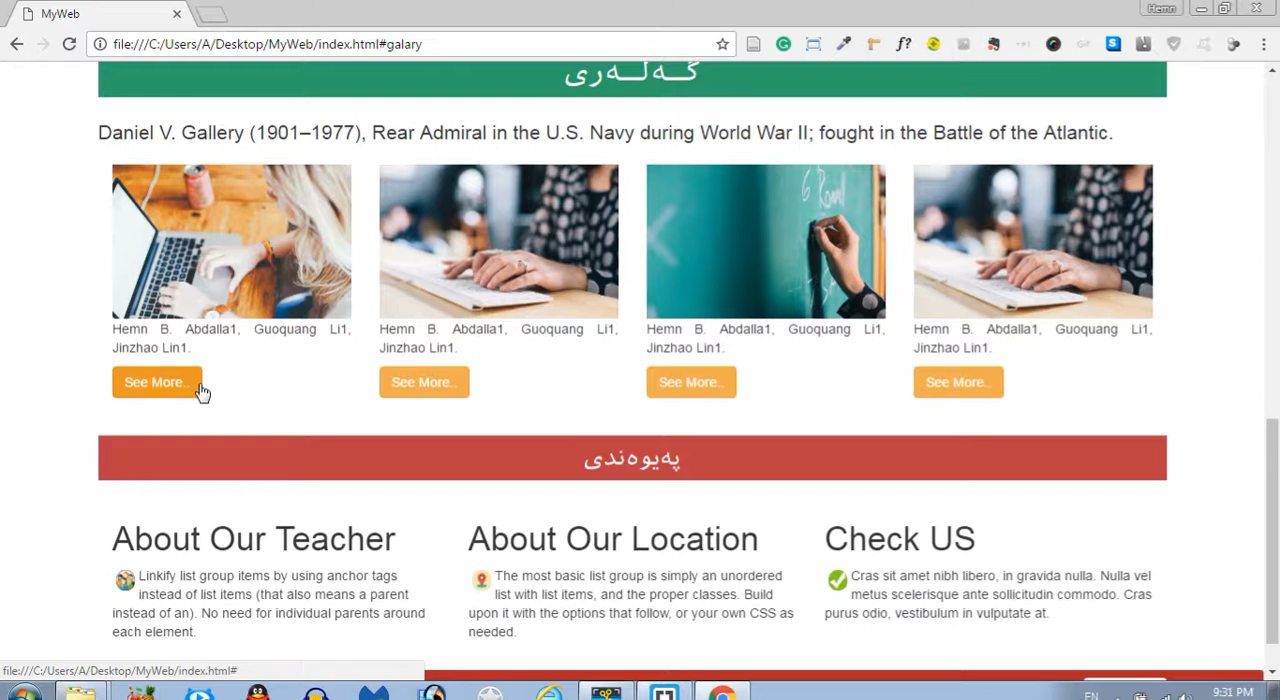 MyWeb
Hemn
file:///C:/Users/A/Desktop/MyWeb/index.html#galary
گـــەلــەری
Daniel V. Gallery (1901–1977), Rear Admiral in the U.S. Navy during World War II; fought in the Battle of the Atlantic.
6 Read
Hemn B. Abdalla1, Guoquang Li1,
Jinzhao Lin1.
See More..
Hemn B. Abdalla1, Guoquang Li1,
Jinzhao Lin1.
See More..
Hemn B. Abdalla1, Guoquang Li1,
Jinzhao Lin1.
See More..
Hemn B. Abdalla1, Guoquang Li1,
Jinzhao Lin1.
See More..
پەیوەندی
About Our Teacher
Linkify list group items by using anchor tags
instead of list items (that also means a parent
instead of an). No need for individual parents around
each element.
About Our Location
The most basic list group is simply an unordered
list with list items, and the proper classes. Build
upon it with the options that follow, or your own CSS as
needed.
Check US
Cras sit amet nibh libero, in gravida nulla. Nulla vel
metus scelerisque ante sollicitudin commodo. Cras
purus odio, vestibulum in vulputate at.
file:///C:/Users/A/Desktop/MyWeb/index.html#
EN
9:31 PM